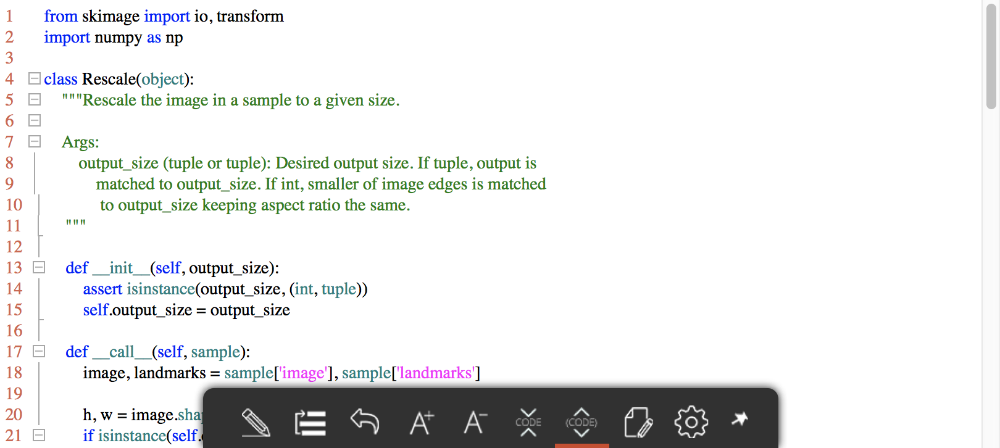 1 from skimage import io, transform
2 import numpy as np
3
4 class Rescale(object):
5 """Rescale the image in a sample to a given size.
6
7 Args:
8 output_size (tuple or tuple): Desired output size. If tuple, output is
9 matched to output_size. If int, smaller of image edges is matched
10 to output_size keeping aspect ratio the same.
11 """
12
13 def __init__(self, output_size):
14 assert isinstance(output_size, (int, tuple))
15 self.output_size = output_size
16
17 def __call__(self, sample):
18 image, landmarks = sample['image'], sample['landmarks']
19
20 h, w = image.sha
21 if isinstance(self.
A+ A- CODE (CODE)